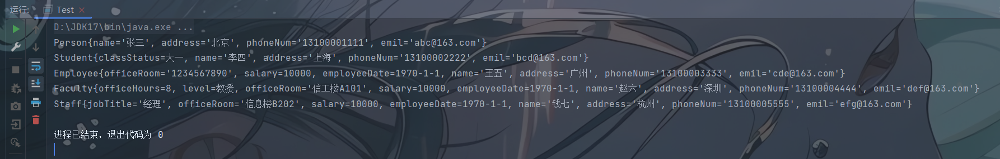 运行: Test ×
D:\JDK17\bin\java.exe ...
Person{name='张三', address='北京', phoneNum='13100001111', emil='abc@163.com'}
Student{classStatus=大一, name='李四', address='上海', phoneNum='13100002222', emil='bcd@163.com'}
Employee{officeRoom='1234567890', salary=10000, employeeDate=1970-1-1, name='王五', address='广州', phoneNum='13100003333', emil='cde@163.com'}
Faculty{officeHours=8, level=教授, officeRoom='信工楼A101', salary=10000, employeeDate=1970-1-1, name='赵六', address='深圳', phoneNum='13100004444', emil='def@163.com'}
Staff{jobTitle='经理', officeRoom='信息楼B202', salary=10000, employeeDate=1970-1-1, name='钱七', address='杭州', phoneNum='13100005555', emil='efg@163.com'}
进程已结束，退出代码为 0